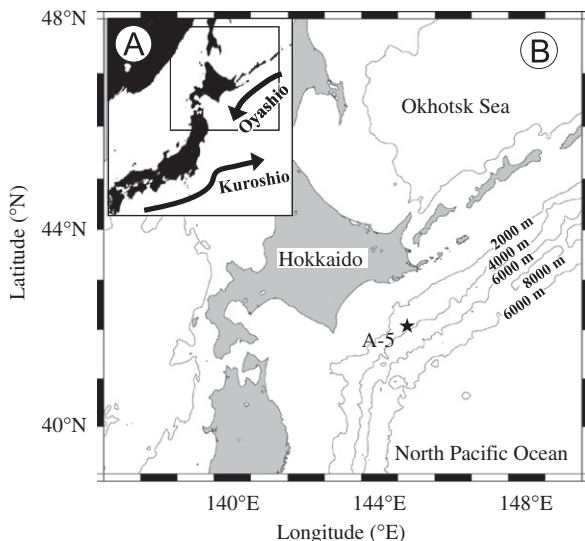 48°N
A
B
Okhotsk Sea
Oyashio
Kuroshio
44°N
Hokkaido
2000 m
4000 m
6000 m
8000 m
6000 m
A-5
40°N
North Pacific Ocean
140°E
144°E
148°E
Latitude (°N)
Longitude (°E)